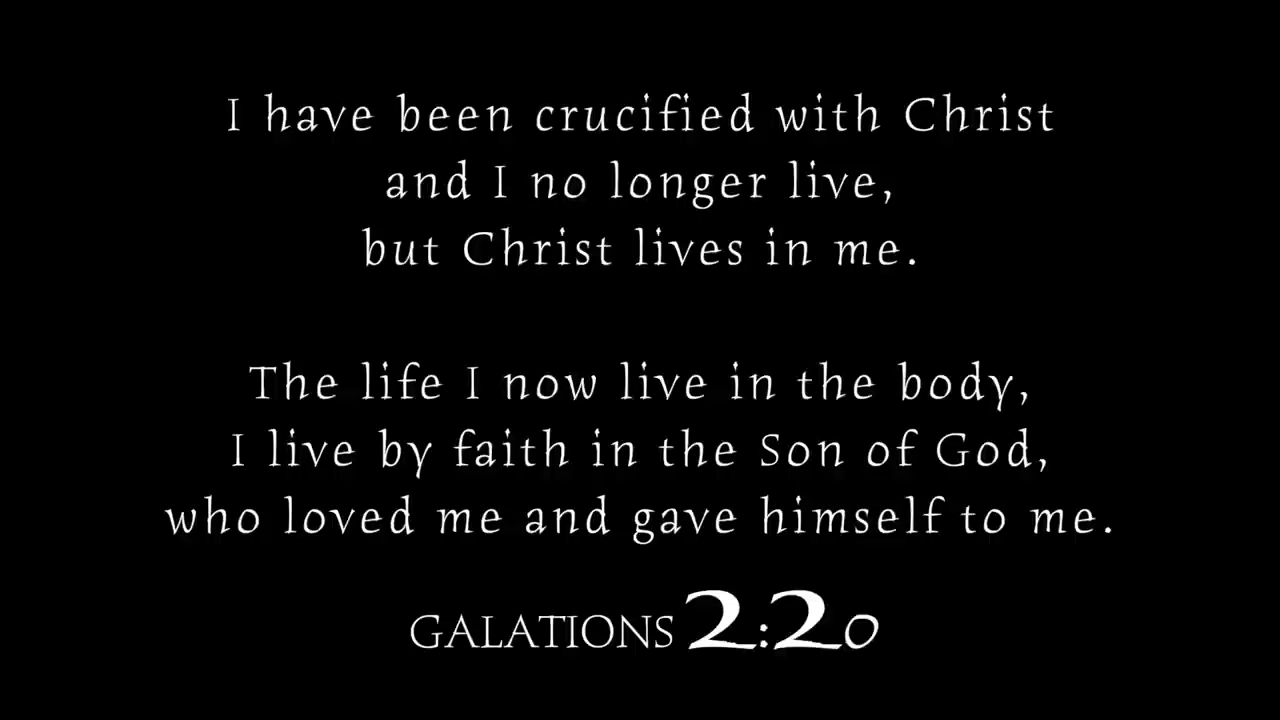 I have been crucified with Christ
and I no longer live,
but Christ lives in me.
The life I now live in the body,
I live by faith in the Son of God,
who loved me and gave himself to me.
GALATIONS 2:20